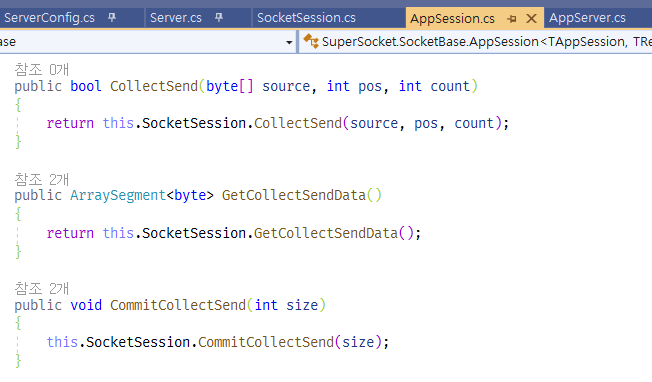 ServerConfig.cs Server.cs SocketSession.cs AppSession.cs AppServer.cs
ase SuperSocket.SocketBase.AppSession<TAppSession, TRe
참조 0개
public bool CollectSend(byte[] source, int pos, int count)
{
return this.SocketSession.CollectSend(source, pos, count);
}
참조 2개
public ArraySegment<byte> GetCollectSendData()
{
return this.SocketSession.GetCollectSendData();
}
참조 2개
public void CommitCollectSend(int size)
{
this.SocketSession.CommitCollectSend(size);
}